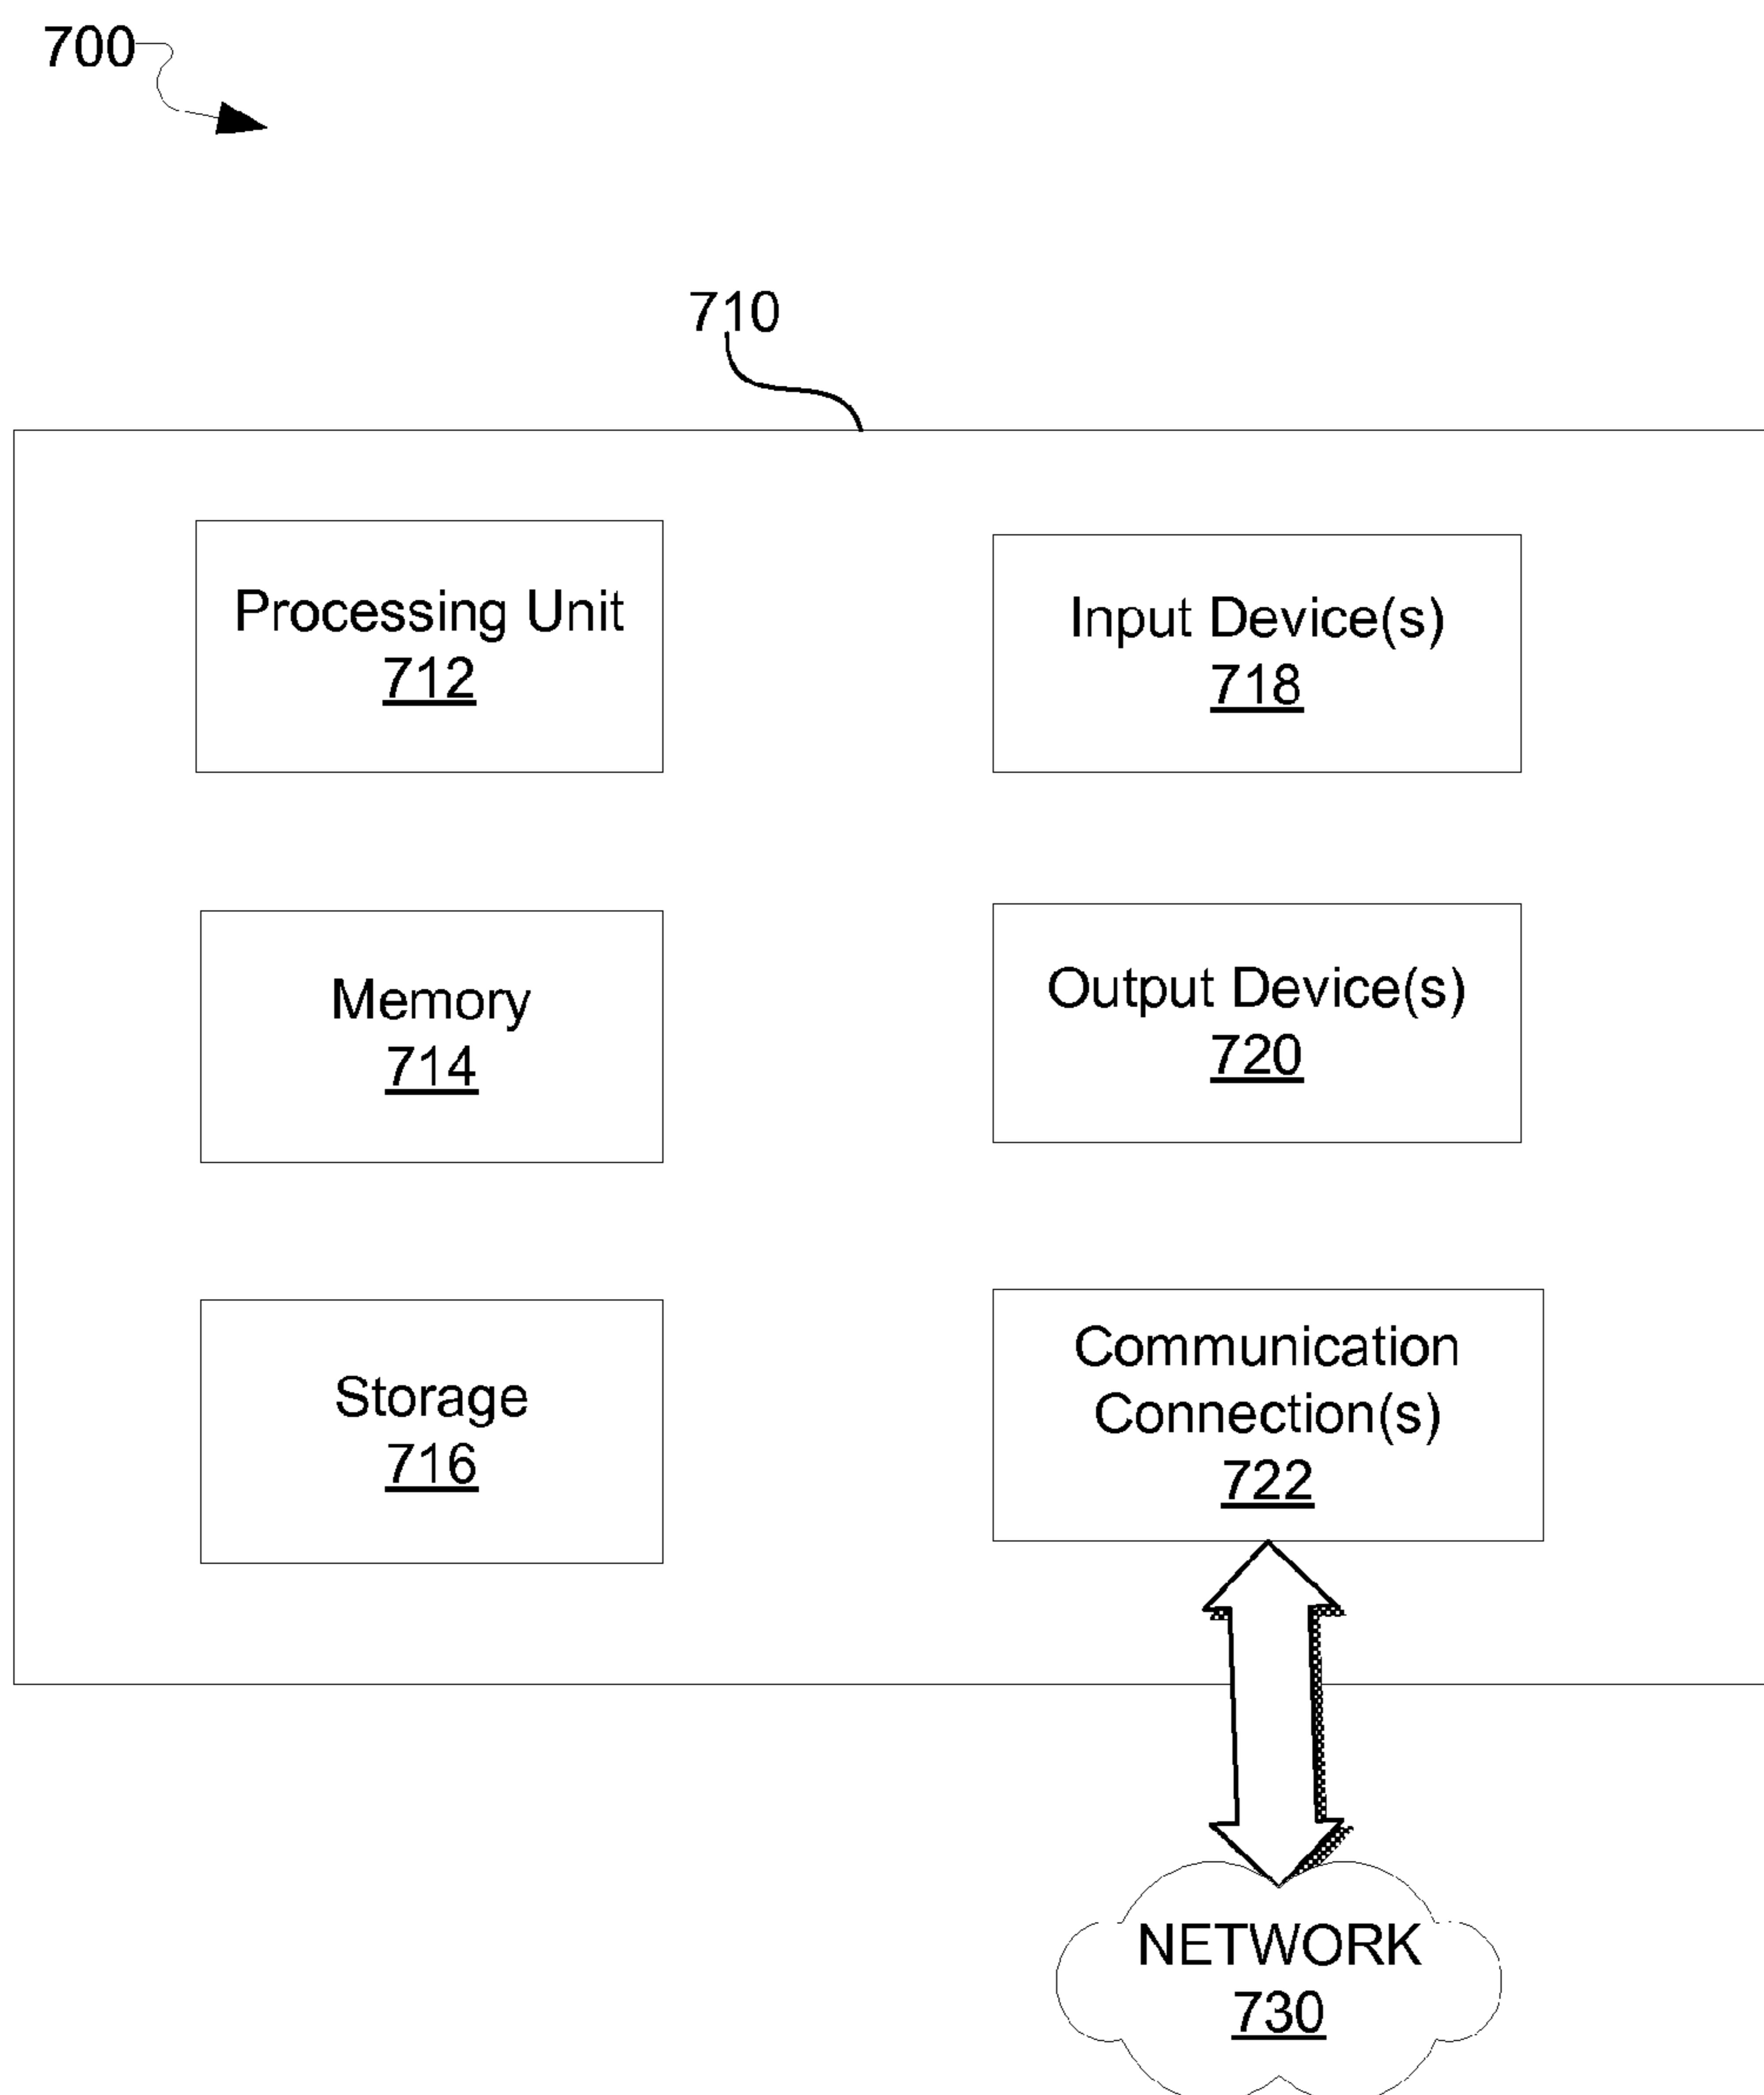 700
710
Processing Unit
712
Input Device(s)
718
Memory
714
Output Device(s)
720
Storage
716
Communication
Connection(s)
722
NETWORK
730